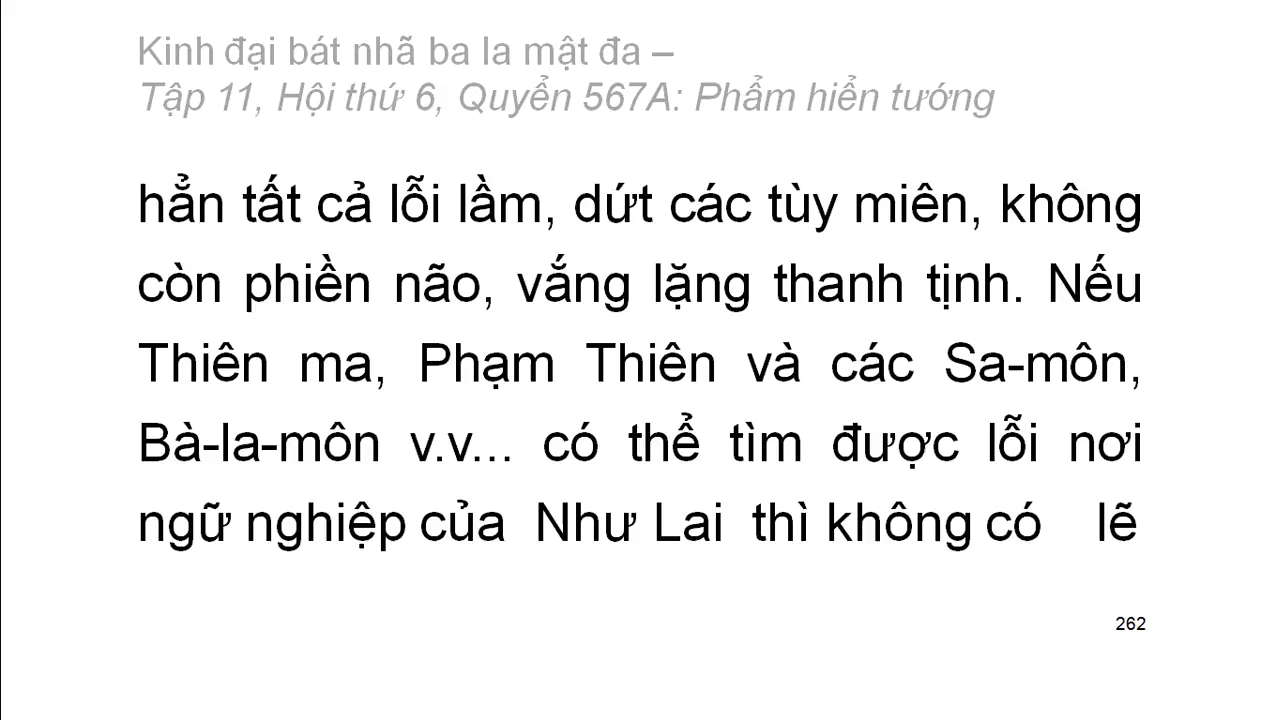 Kinh đại bát nhã ba la mật đa –
Tập 11, Hội thứ 6, Quyển 567A: Phẩm hiển tướng
hẳn tất cả lỗi lầm, dứt các tùy miên, không
còn phiền não, vắng lặng thanh tịnh. Nếu
Thiên ma, Phạm Thiên và các Sa-môn,
Bà-la-môn v.v... có thể tìm được lỗi nơi
ngữ nghiệp của Như Lai thì không có lẽ
262